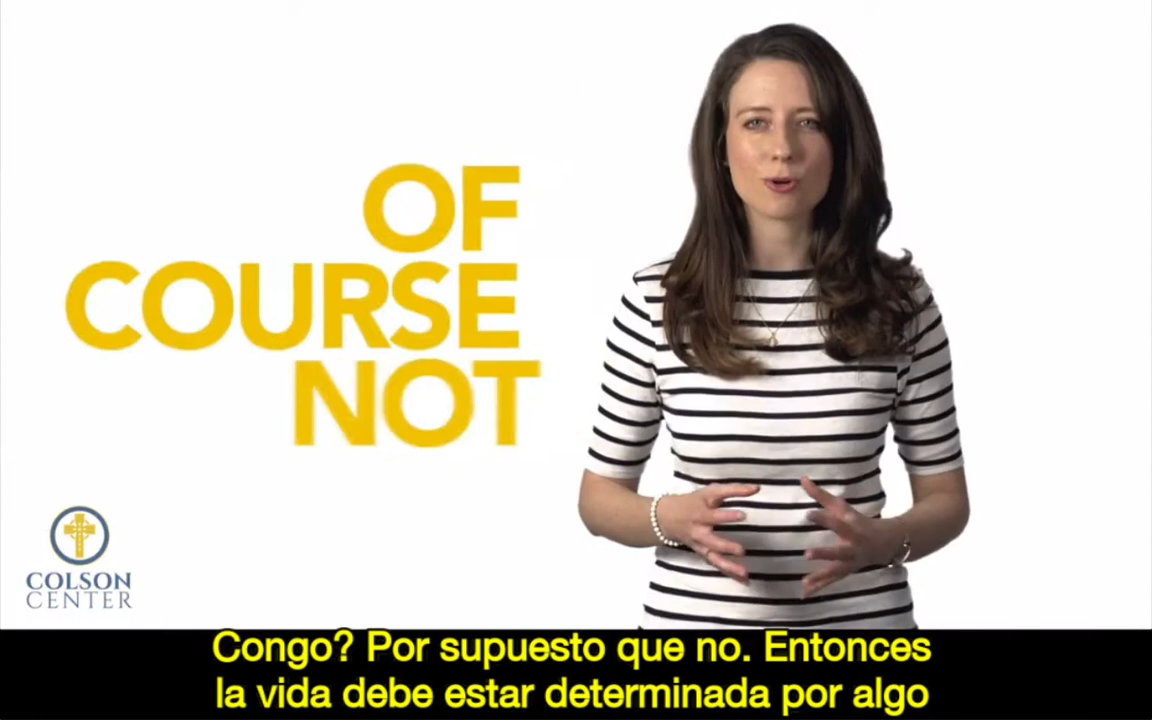 OF
COURSE
NOT
COLSON
CENTER
Congo? Por supuesto que no. Entonces
la vida debe estar determinada por algo